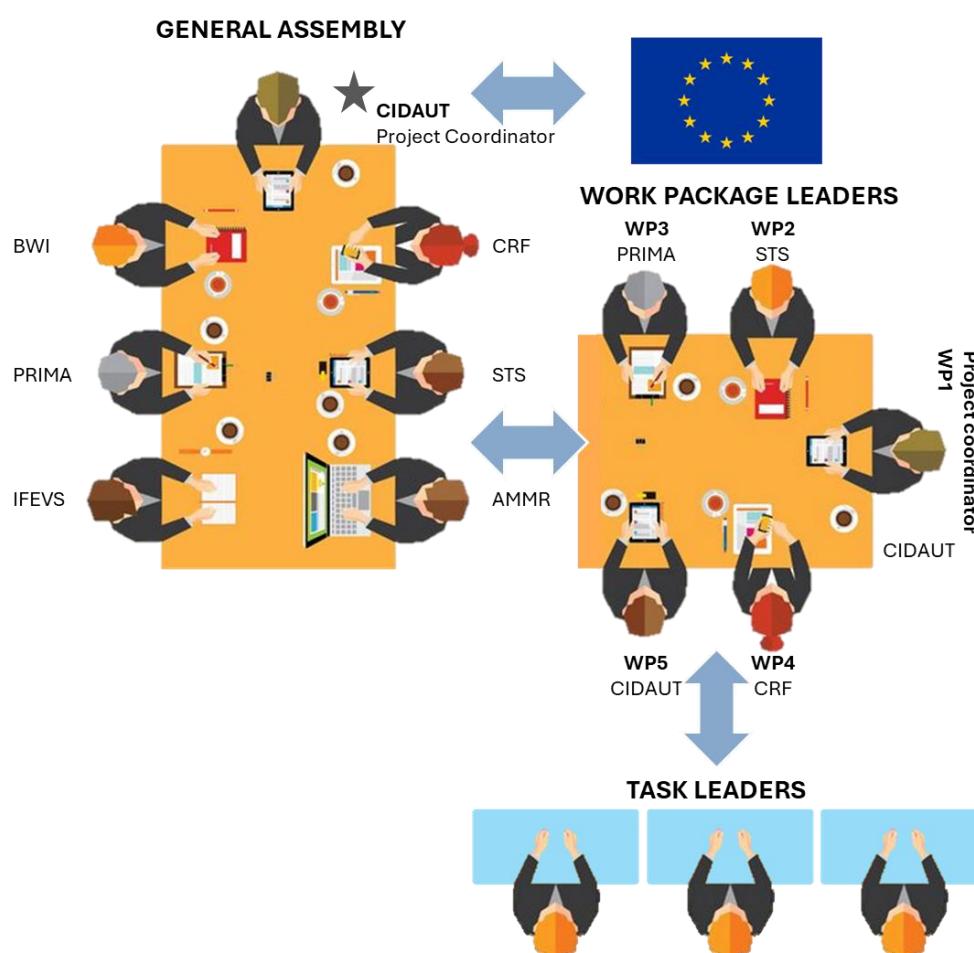 GENERAL ASSEMBLY
CIDAUT
Project Coordinator
BWI
CRF
PRIMA
STS
IFEVS
AMMR
WORK PACKAGE LEADERS
WP3
PRIMA
WP2
STS
Project coordinator
WP1
CIDAUT
WP5
CIDAUT
WP4
CRF
TASK LEADERS